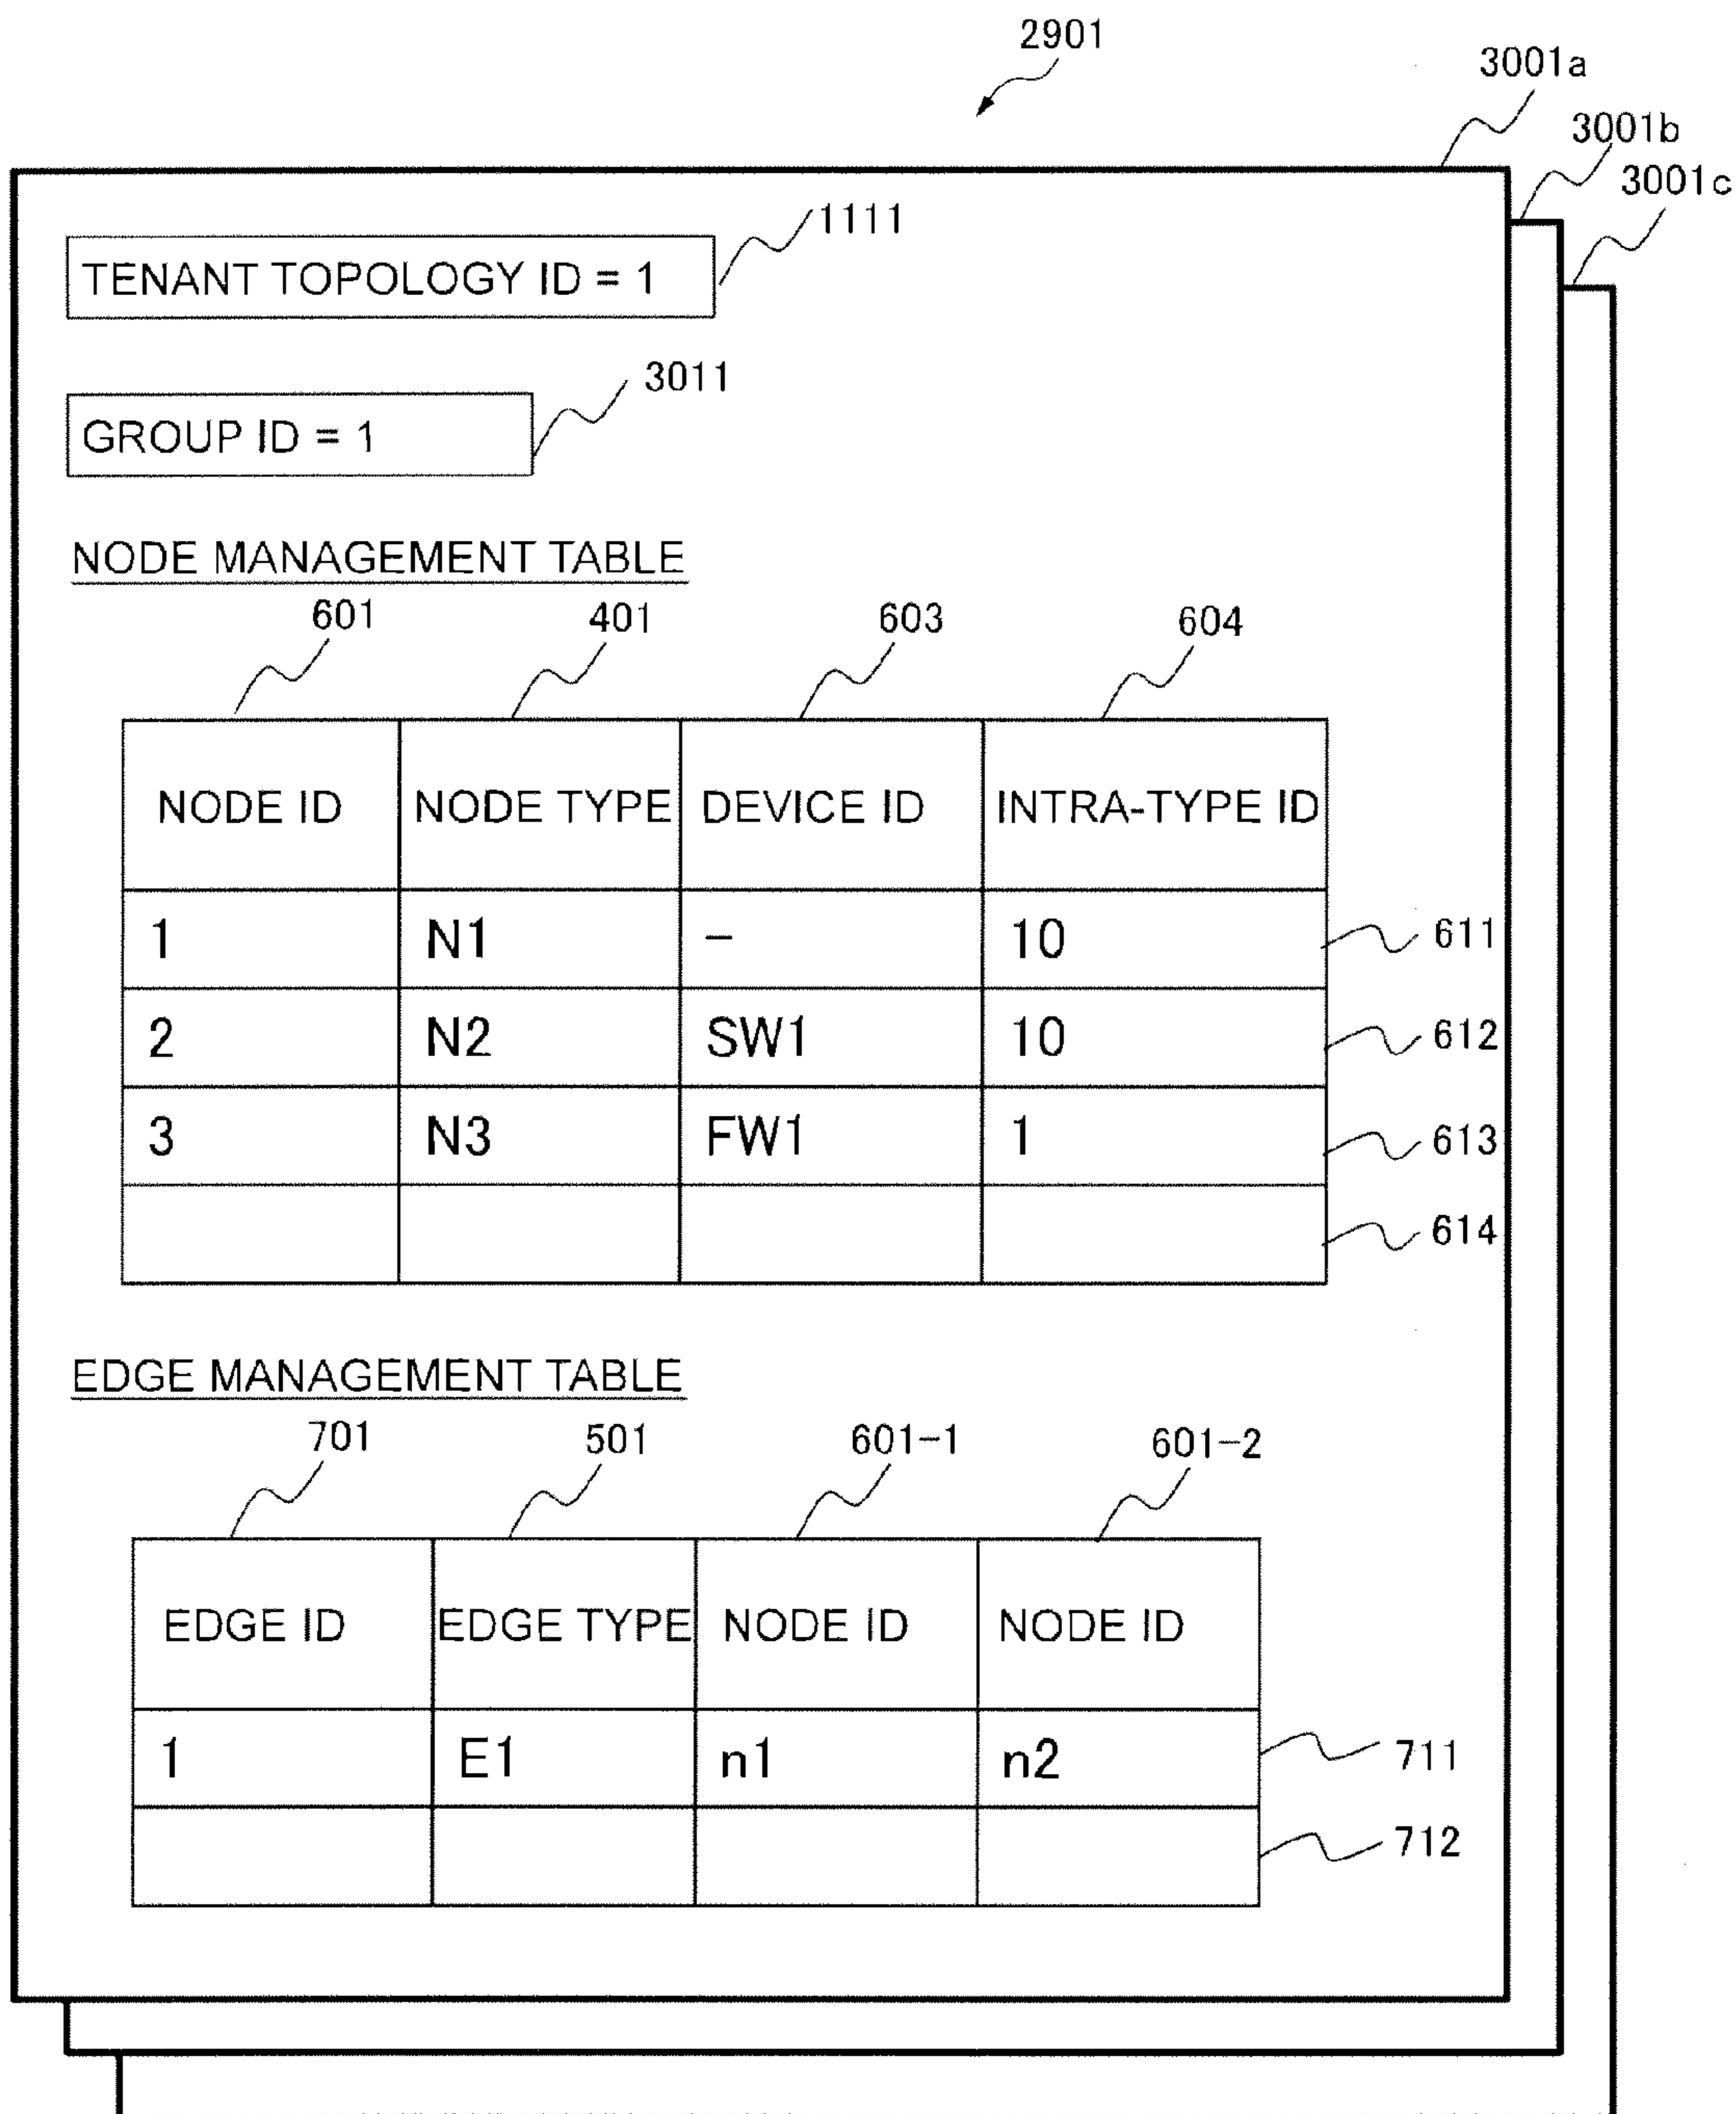 2901
3001a
3001b
3001c
1111
TENANT TOPOLOGY ID = 1
3011
GROUP ID = 1
NODE MANAGEMENT TABLE
601 401 603 604
NODE ID NODE TYPE DEVICE ID INTRA-TYPE ID
1 N1 - 10 611
2 N2 SW1 10 612
3 N3 FW1 1 613
614
EDGE MANAGEMENT TABLE
701 501 601-1 601-2
EDGE ID EDGE TYPE NODE ID NODE ID
1 E1 n1 n2 711
712